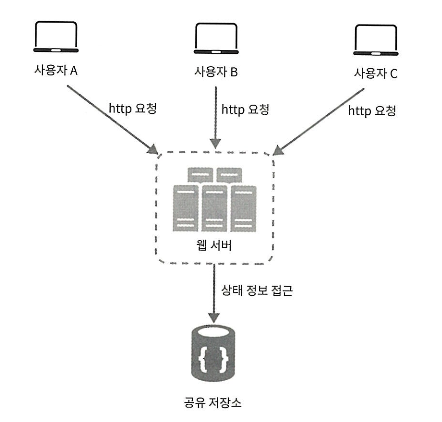 사용자 A
사용자 B
사용자 C
http 요청
http 요청
http 요청
웹 서버
상태 정보 접근
{ }
공유 저장소